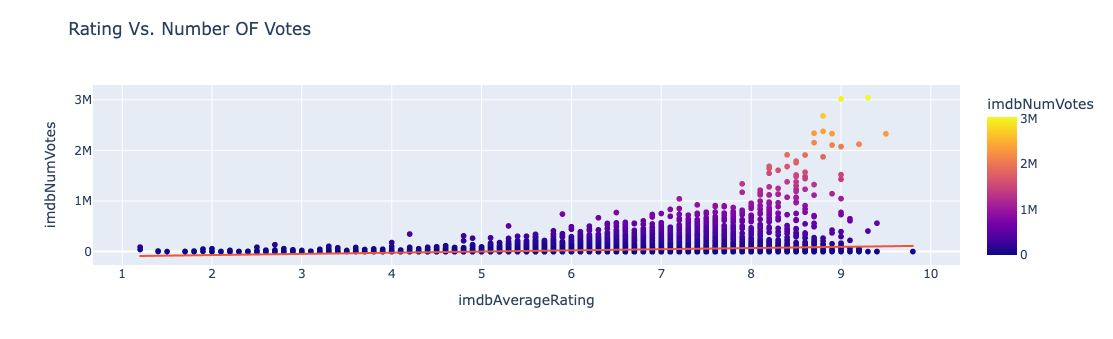 Rating Vs. Number OF Votes
imdbNumVotes
3M
2M
1M
0
imdbNumVotes
3M
2M
1M
0
1 2 3 4 5 6 7 8 9 10
imdbAverageRating